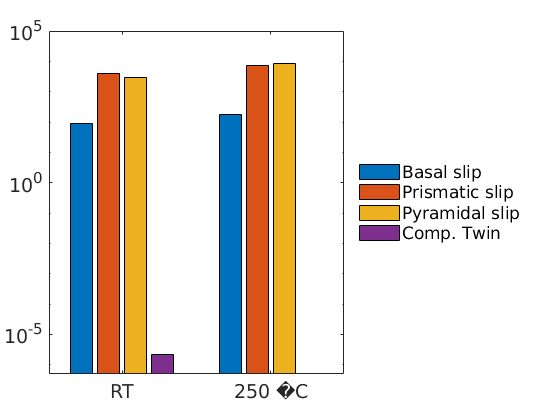 10^5
10^0
10^-5
RT
250 �C
Basal slip
Prismatic slip
Pyramidal slip
Comp. Twin